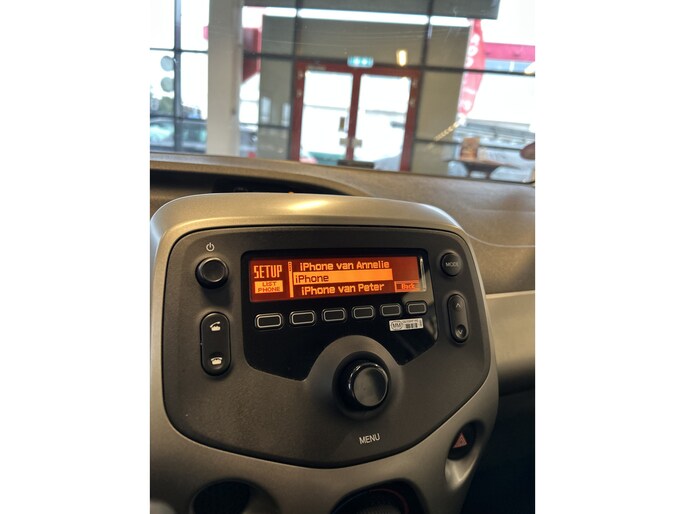 SETUP
LIST
PHONE
iPhone van Annelie
iPhone
iPhone van Peter
Back
MODE
MENU